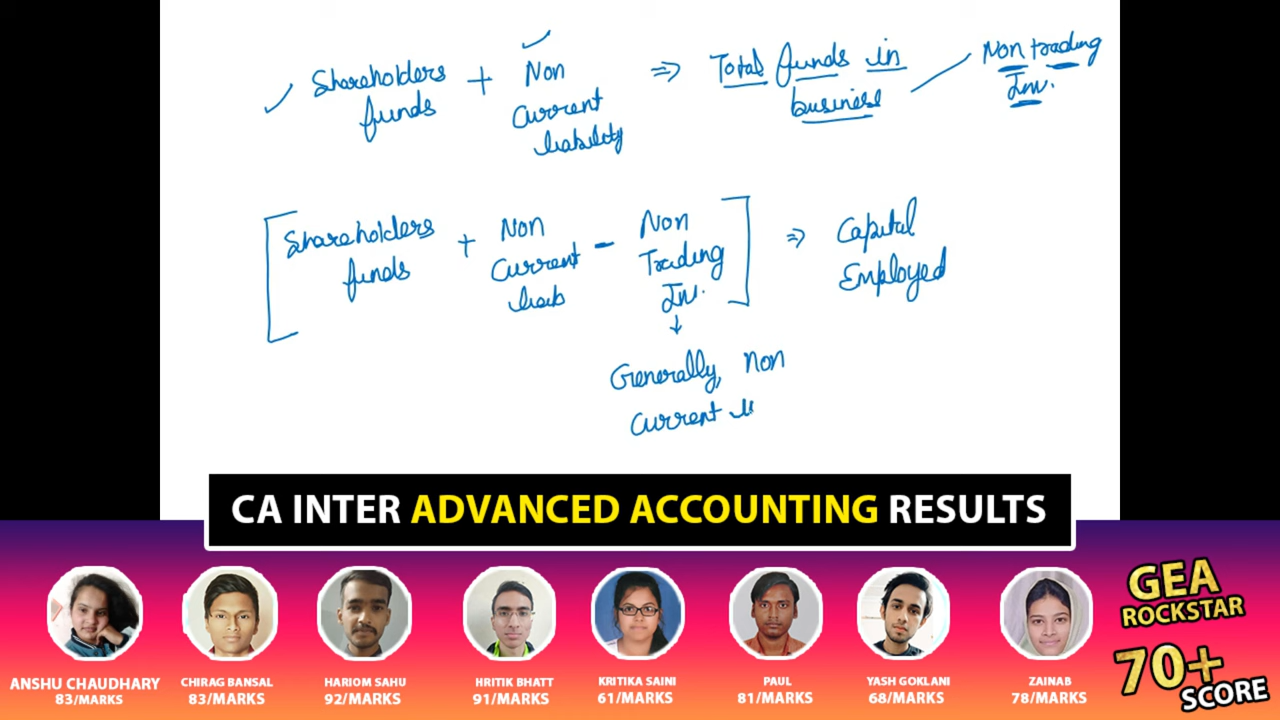 Shareholders + Non ⇒ Total funds in Non trading
funds Current business Inv.
liability
[Shareholders + Non - Non] ⇒ Capital
funds Current Trading Employed
liab Inv.
↓
Generally, Non
Current
CA INTER ADVANCED ACCOUNTING RESULTS
GEA
ROCKSTAR
70+
SCORE
ANSHU CHAUDHARY CHIRAG BANSAL HARIOM SAHU HRITIK BHATT KRITIKA SAINI PAUL YASH GOKLANI ZAINAB
83/MARKS 83/MARKS 92/MARKS 91/MARKS 61/MARKS 81/MARKS 68/MARKS 78/MARKS